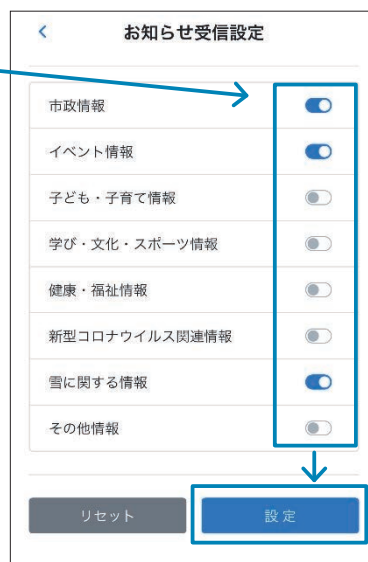 お知らせ受信設定
市政情報
イベント情報
子ども・子育て情報
学び・文化・スポーツ情報
健康・福祉情報
新型コロナウイルス関連情報
雪に関する情報
その他情報
リセット
設定